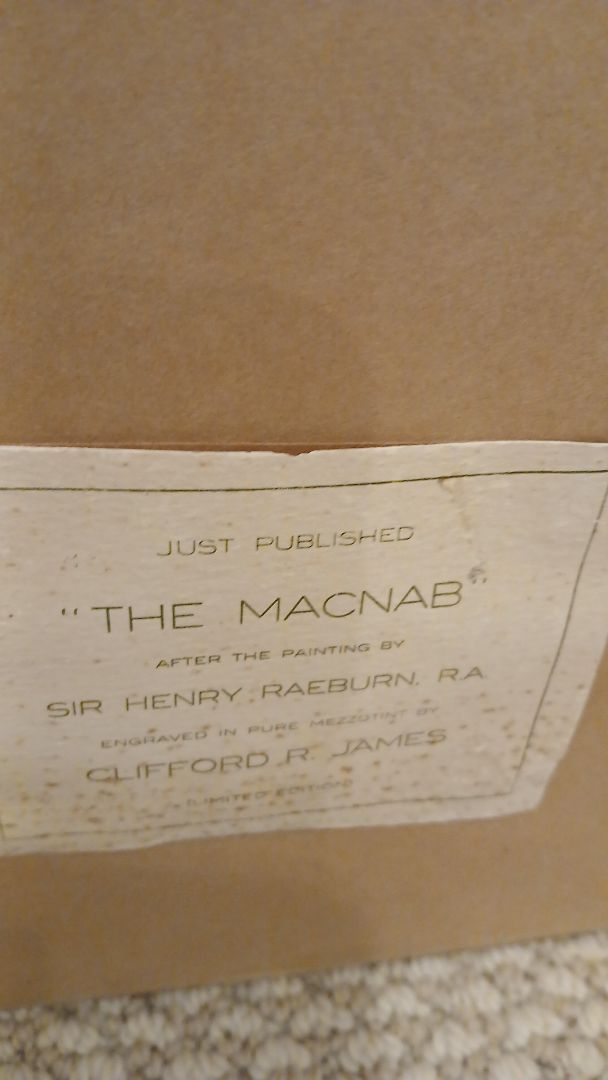 JUST PUBLISHED
"THE MACNAB"
AFTER THE PAINTING BY
SIR HENRY RAEBURN. R.A.
ENGRAVED IN PURE MEZZOTINT BY
CLIFFORD R. JAMES
(LIMITED EDITION)